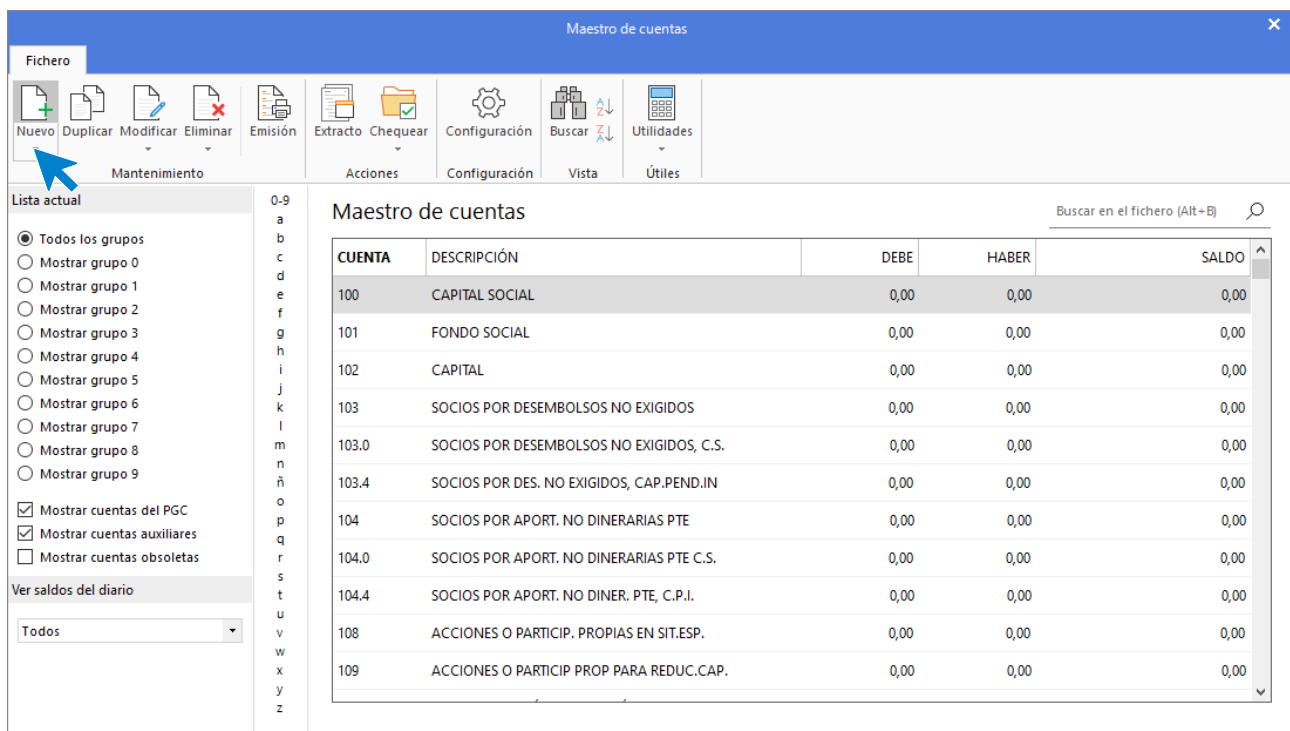 Maestro de cuentas
Fichero
Nuevo Duplicar Modificar Eliminar Emisión Extracto Chequear Configuración Buscar Utilidades
Mantenimiento Acciones Configuración Vista Útiles
Lista actual
Todos los grupos
Mostrar grupo 0
Mostrar grupo 1
Mostrar grupo 2
Mostrar grupo 3
Mostrar grupo 4
Mostrar grupo 5
Mostrar grupo 6
Mostrar grupo 7
Mostrar grupo 8
Mostrar grupo 9
Mostrar cuentas del PGC
Mostrar cuentas auxiliares
Mostrar cuentas obsoletas
Ver saldos del diario
Todos
0-9
a
b
c
d
e
f
g
h
i
j
k
l
m
n
ñ
o
p
q
r
s
t
u
v
w
x
y
z
Maestro de cuentas Buscar en el fichero (Alt+B)
CUENTA DESCRIPCIÓN DEBE HABER SALDO
100 CAPITAL SOCIAL 0,00 0,00 0,00
101 FONDO SOCIAL 0,00 0,00 0,00
102 CAPITAL 0,00 0,00 0,00
103 SOCIOS POR DESEMBOLSOS NO EXIGIDOS 0,00 0,00 0,00
103.0 SOCIOS POR DESEMBOLSOS NO EXIGIDOS, C.S. 0,00 0,00 0,00
103.4 SOCIOS POR DES. NO EXIGIDOS, CAP.PEND.IN 0,00 0,00 0,00
104 SOCIOS POR APORT. NO DINERARIAS PTE 0,00 0,00 0,00
104.0 SOCIOS POR APORT. NO DINERARIAS PTE C.S. 0,00 0,00 0,00
104.4 SOCIOS POR APORT. NO DINER. PTE, C.P.I. 0,00 0,00 0,00
108 ACCIONES O PARTICIP. PROPIAS EN SIT.ESP. 0,00 0,00 0,00
109 ACCIONES O PARTICIP PROP PARA REDUC.CAP. 0,00 0,00 0,00